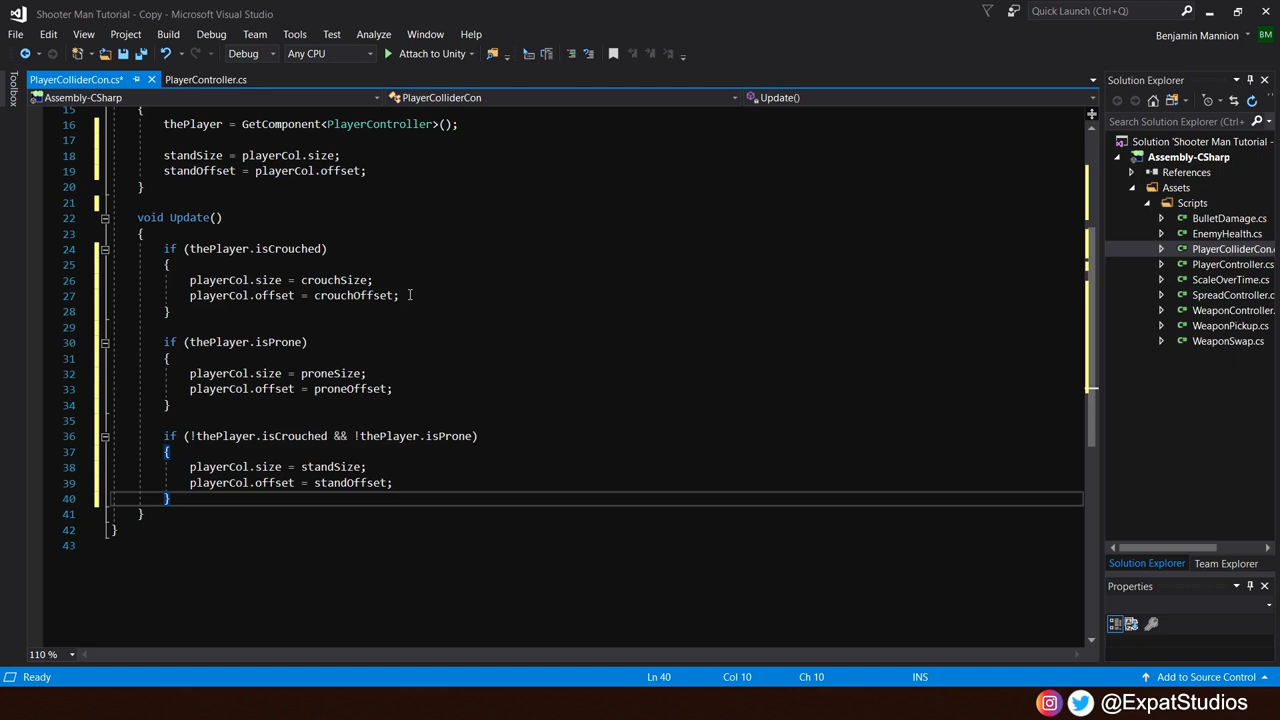 Shooter Man Tutorial - Copy - Microsoft Visual Studio
Quick Launch (Ctrl+Q)
File Edit View Project Build Debug Team Tools Test Analyze Window Help
Benjamin Mannion BM
Debug Any CPU Attach to Unity
Toolbox
PlayerColliderCon.cs* PlayerController.cs
Assembly-CSharp PlayerColliderCon Update()
15 {
16 thePlayer = GetComponent<PlayerController>();
17
18 standSize = playerCol.size;
19 standOffset = playerCol.offset;
20 }
21
22 void Update()
23 {
24 if (thePlayer.isCrouched)
25 {
26 playerCol.size = crouchSize;
27 playerCol.offset = crouchOffset;
28 }
29
30 if (thePlayer.isProne)
31 {
32 playerCol.size = proneSize;
33 playerCol.offset = proneOffset;
34 }
35
36 if (!thePlayer.isCrouched && !thePlayer.isProne)
37 {
38 playerCol.size = standSize;
39 playerCol.offset = standOffset;
40 }
41 }
42 }
43
110 %
Solution Explorer
Search Solution Explorer (Ctrl+
Solution 'Shooter Man Tutorial -
Assembly-CSharp
References
Assets
Scripts
BulletDamage.cs
EnemyHealth.cs
PlayerColliderCon.
PlayerController.cs
ScaleOverTime.cs
SpreadController.c
WeaponController.
WeaponPickup.cs
WeaponSwap.cs
Solution Explorer Team Explorer
Properties
Ready Ln 40 Col 10 Ch 10 INS Add to Source Control
@ExpatStudios